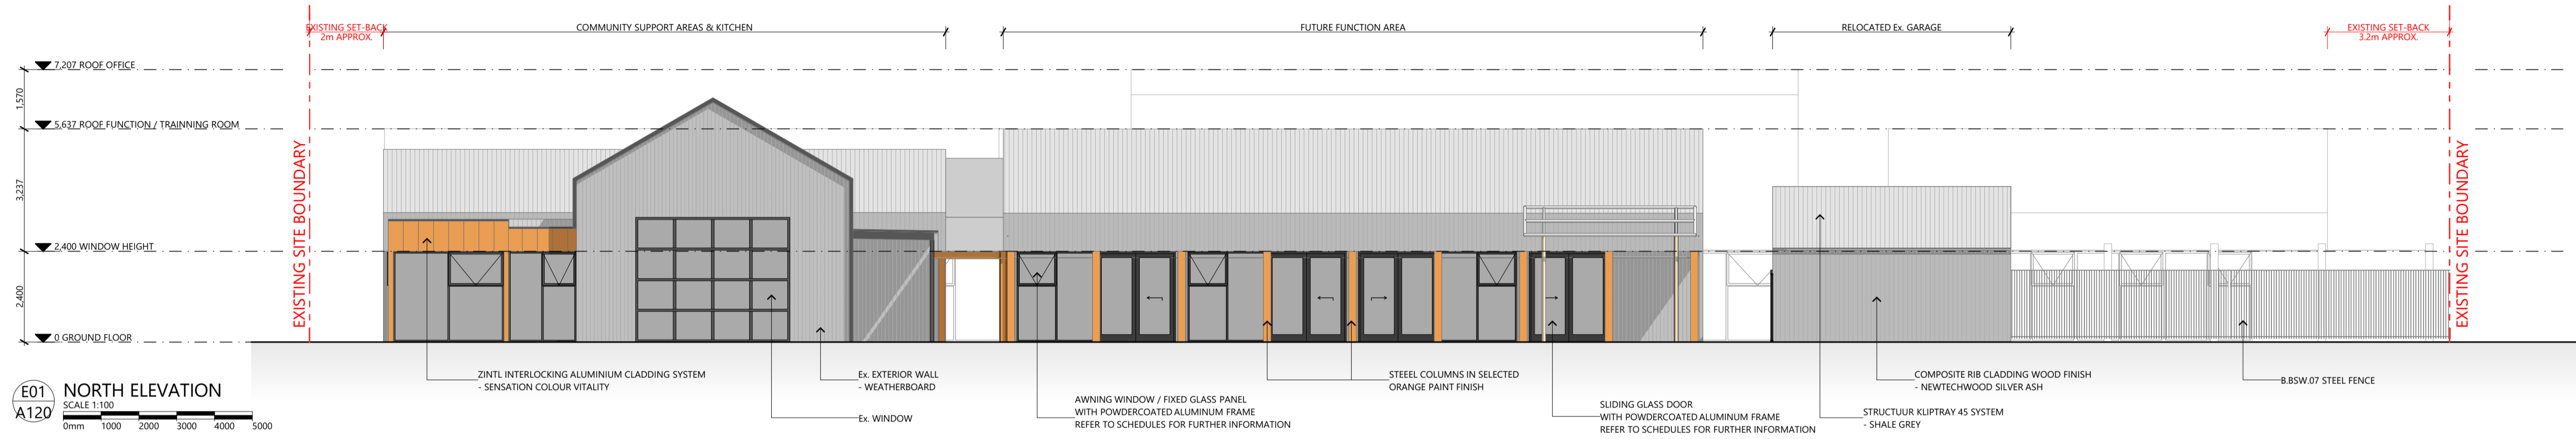 EXISTING SET-BACK
2m APPROX.
COMMUNITY SUPPORT AREAS & KITCHEN
FUTURE FUNCTION AREA
RELOCATED Ex. GARAGE
EXISTING SET-BACK
3.2m APPROX.
7,207 ROOF OFFICE
1,570
5,637 ROOF FUNCTION / TRAINNING ROOM
3,237
EXISTING SITE BOUNDARY
EXISTING SITE BOUNDARY
2,400 WINDOW HEIGHT
2,400
0 GROUND FLOOR
ZINTL INTERLOCKING ALUMINIUM CLADDING SYSTEM
- SENSATION COLOUR VITALITY
Ex. EXTERIOR WALL
- WEATHERBOARD
Ex. WINDOW
AWNING WINDOW / FIXED GLASS PANEL
WITH POWDERCOATED ALUMINUM FRAME
REFER TO SCHEDULES FOR FURTHER INFORMATION
STEEEL COLUMNS IN SELECTED
ORANGE PAINT FINISH
SLIDING GLASS DOOR
WITH POWDERCOATED ALUMINUM FRAME
REFER TO SCHEDULES FOR FURTHER INFORMATION
COMPOSITE RIB CLADDING WOOD FINISH
- NEWTECHWOOD SILVER ASH
STRUCTUUR KLIPTRAY 45 SYSTEM
- SHALE GREY
B.BSW.07 STEEL FENCE
E01
A120
NORTH ELEVATION
SCALE 1:100
0mm 1000 2000 3000 4000 5000